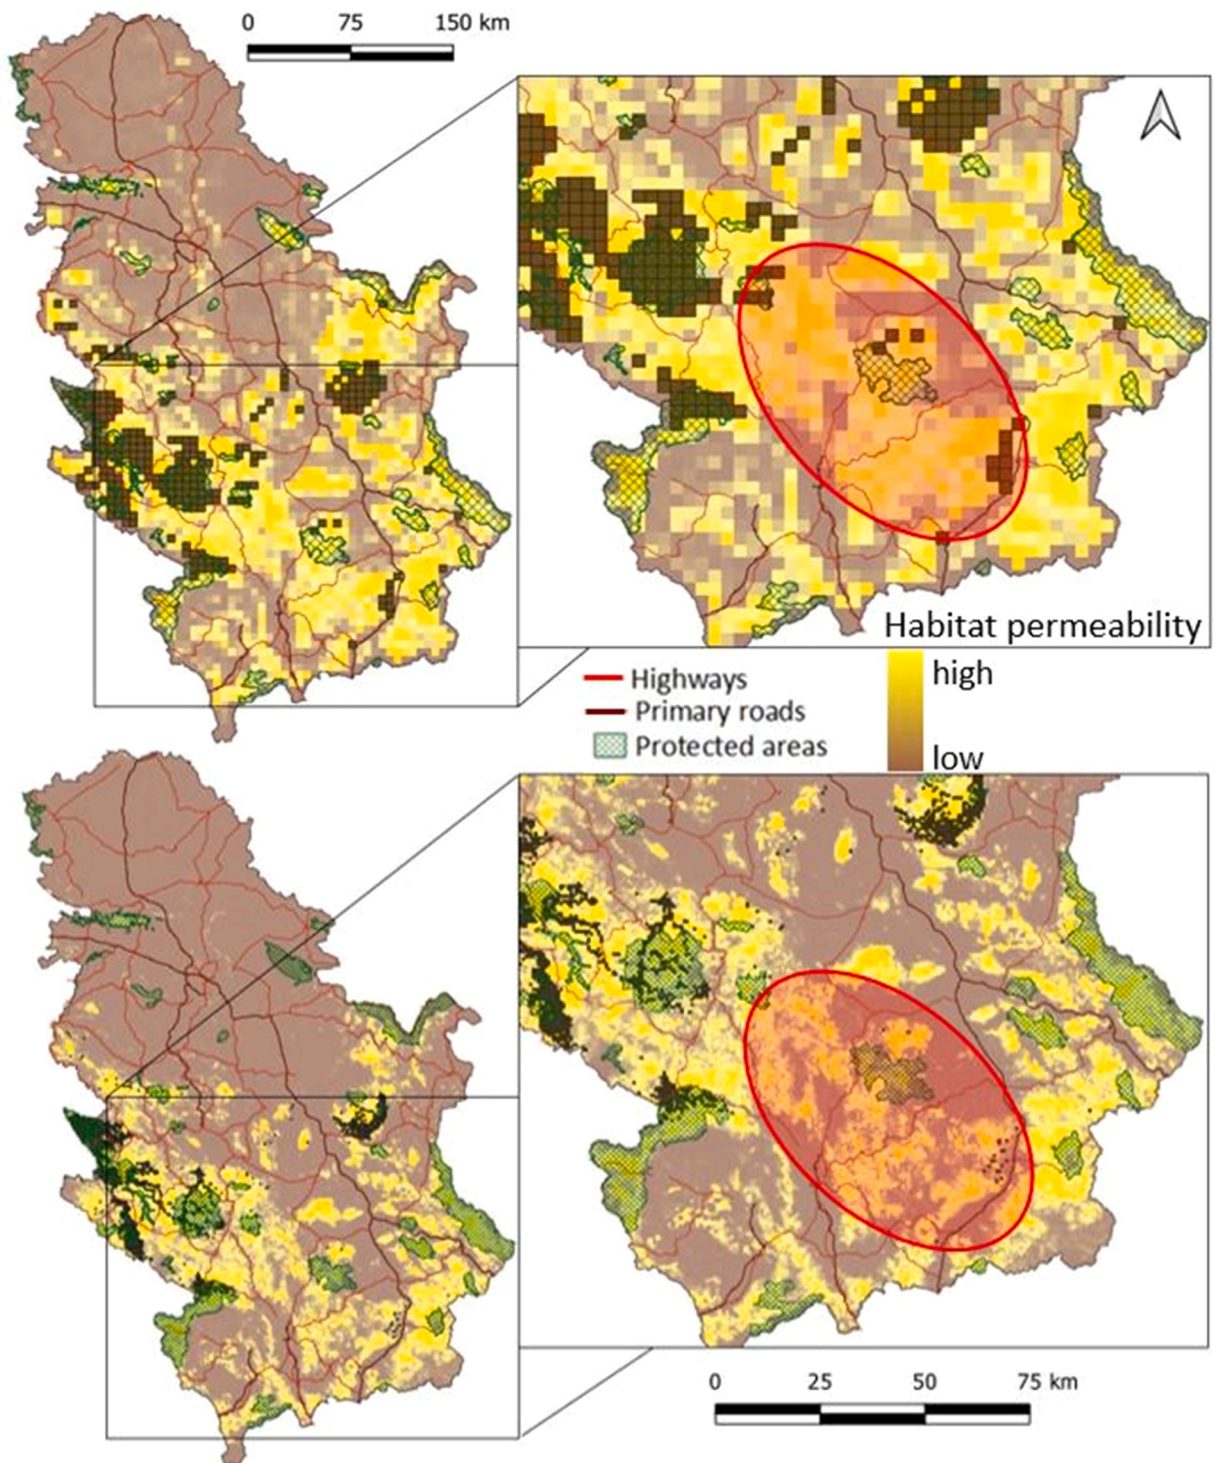 0 75 150 km
Habitat permeability
high
low
Highways
Primary roads
Protected areas
0 25 50 75 km